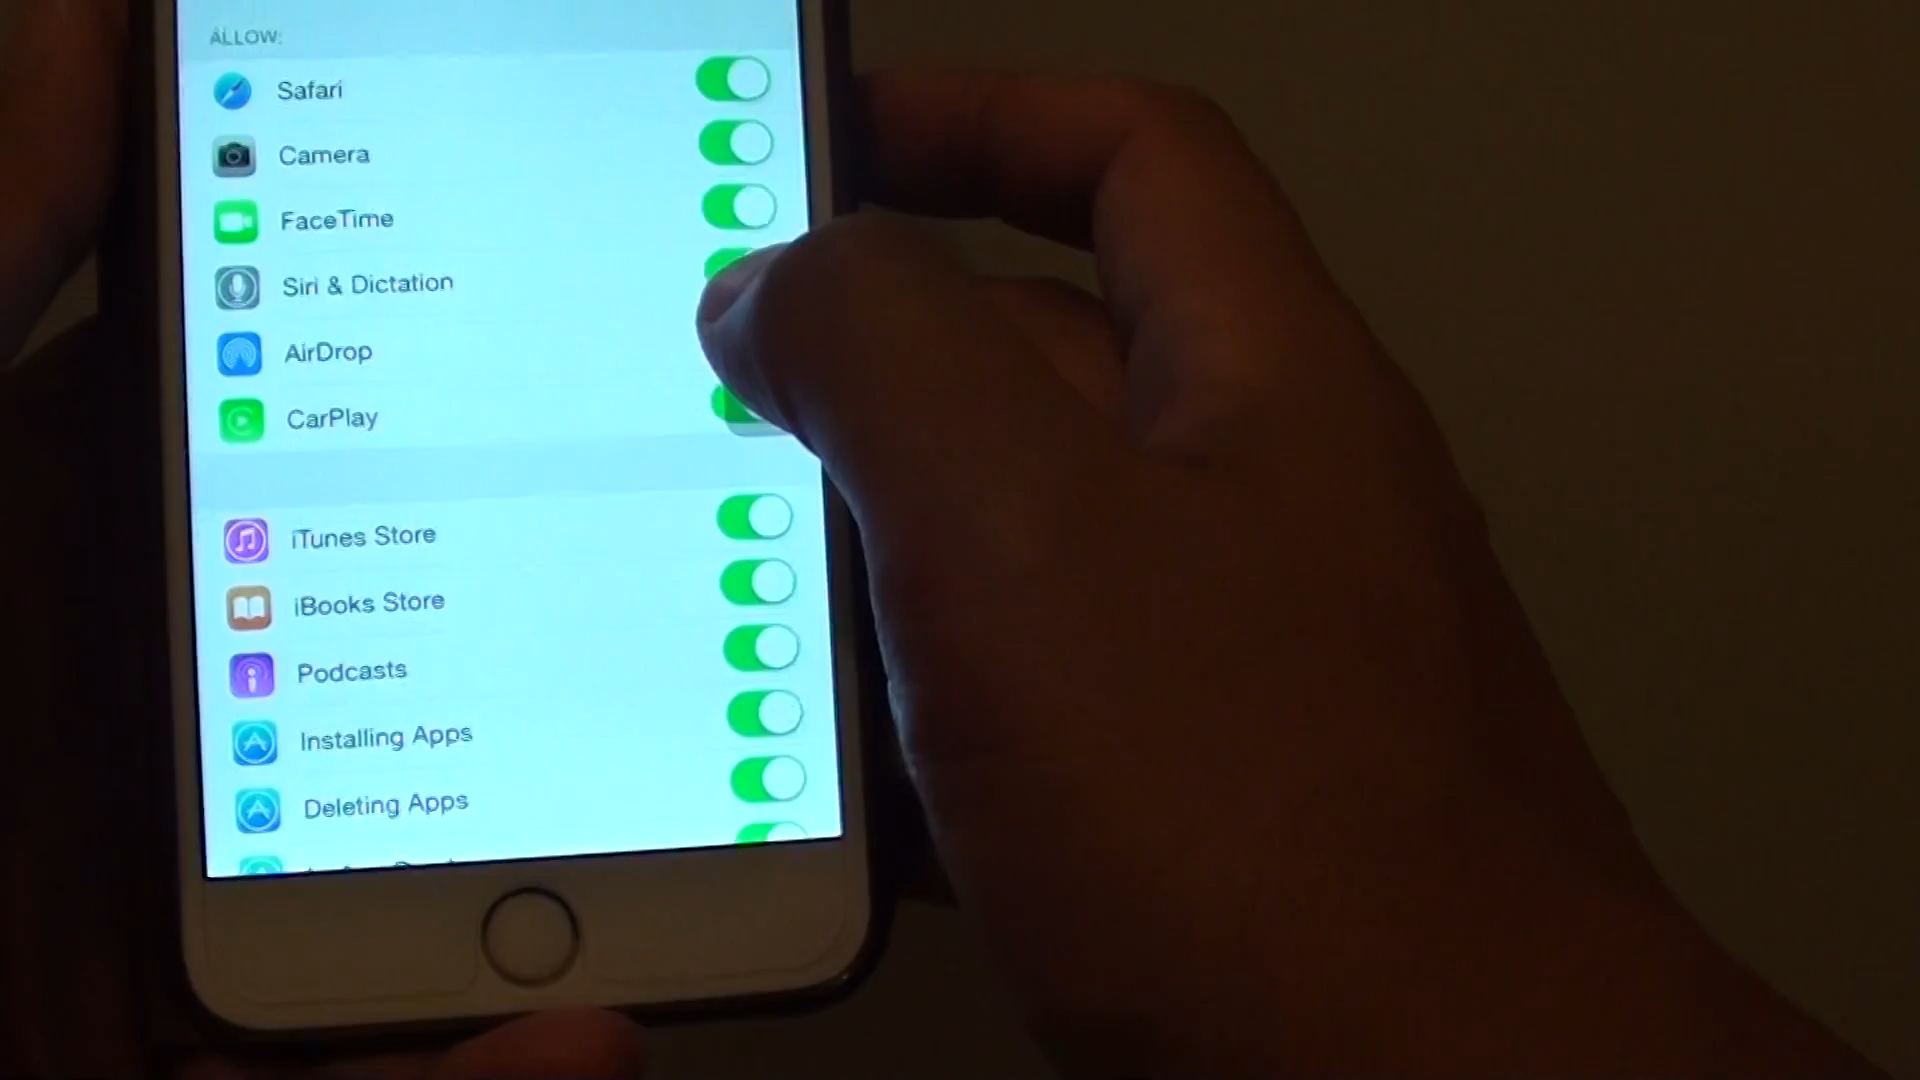 ALLOW:
Safari
Camera
FaceTime
Siri & Dictation
AirDrop
CarPlay
iTunes Store
iBooks Store
Podcasts
Installing Apps
Deleting Apps